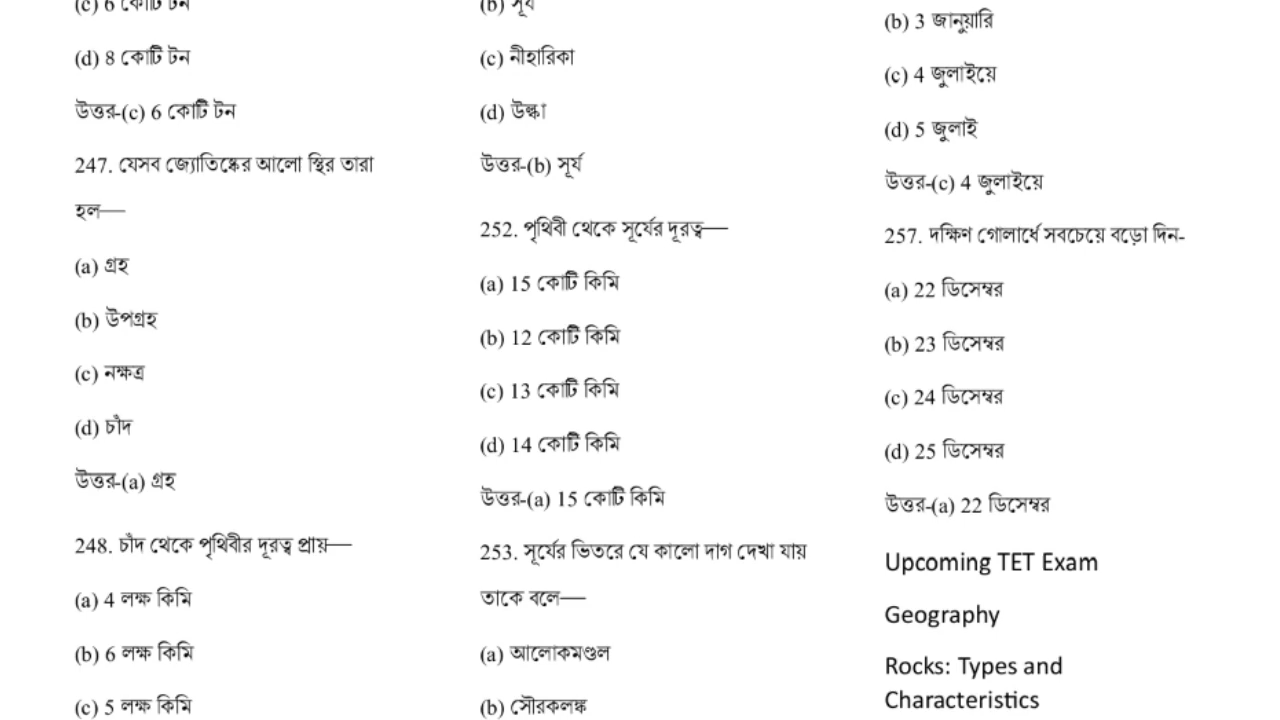 (c) 6 কোটি টন
(d) 8 কোটি টন
উত্তর-(c) 6 কোটি টন
247. যেসব জ্যোতিষ্কের আলো স্থির তারা
হল—
(a) গ্রহ
(b) উপগ্রহ
(c) নক্ষত্র
(d) চাঁদ
উত্তর-(a) গ্রহ
248. চাঁদ থেকে পৃথিবীর দূরত্ব প্রায়—
(a) 4 লক্ষ কিমি
(b) 6 লক্ষ কিমি
(c) 5 লক্ষ কিমি
(b) সূর্য
(c) নীহারিকা
(d) উল্কা
উত্তর-(b) সূর্য
252. পৃথিবী থেকে সূর্যের দূরত্ব—
(a) 15 কোটি কিমি
(b) 12 কোটি কিমি
(c) 13 কোটি কিমি
(d) 14 কোটি কিমি
উত্তর-(a) 15 কোটি কিমি
253. সূর্যের ভিতরে যে কালো দাগ দেখা যায়
তাকে বলে—
(a) আলোকমণ্ডল
(b) সৌরকলঙ্ক
(b) 3 জানুয়ারি
(c) 4 জুলাইয়ে
(d) 5 জুলাই
উত্তর-(c) 4 জুলাইয়ে
257. দক্ষিণ গোলার্ধে সবচেয়ে বড়ো দিন-
(a) 22 ডিসেম্বর
(b) 23 ডিসেম্বর
(c) 24 ডিসেম্বর
(d) 25 ডিসেম্বর
উত্তর-(a) 22 ডিসেম্বর
Upcoming TET Exam
Geography
Rocks: Types and
Characteristics